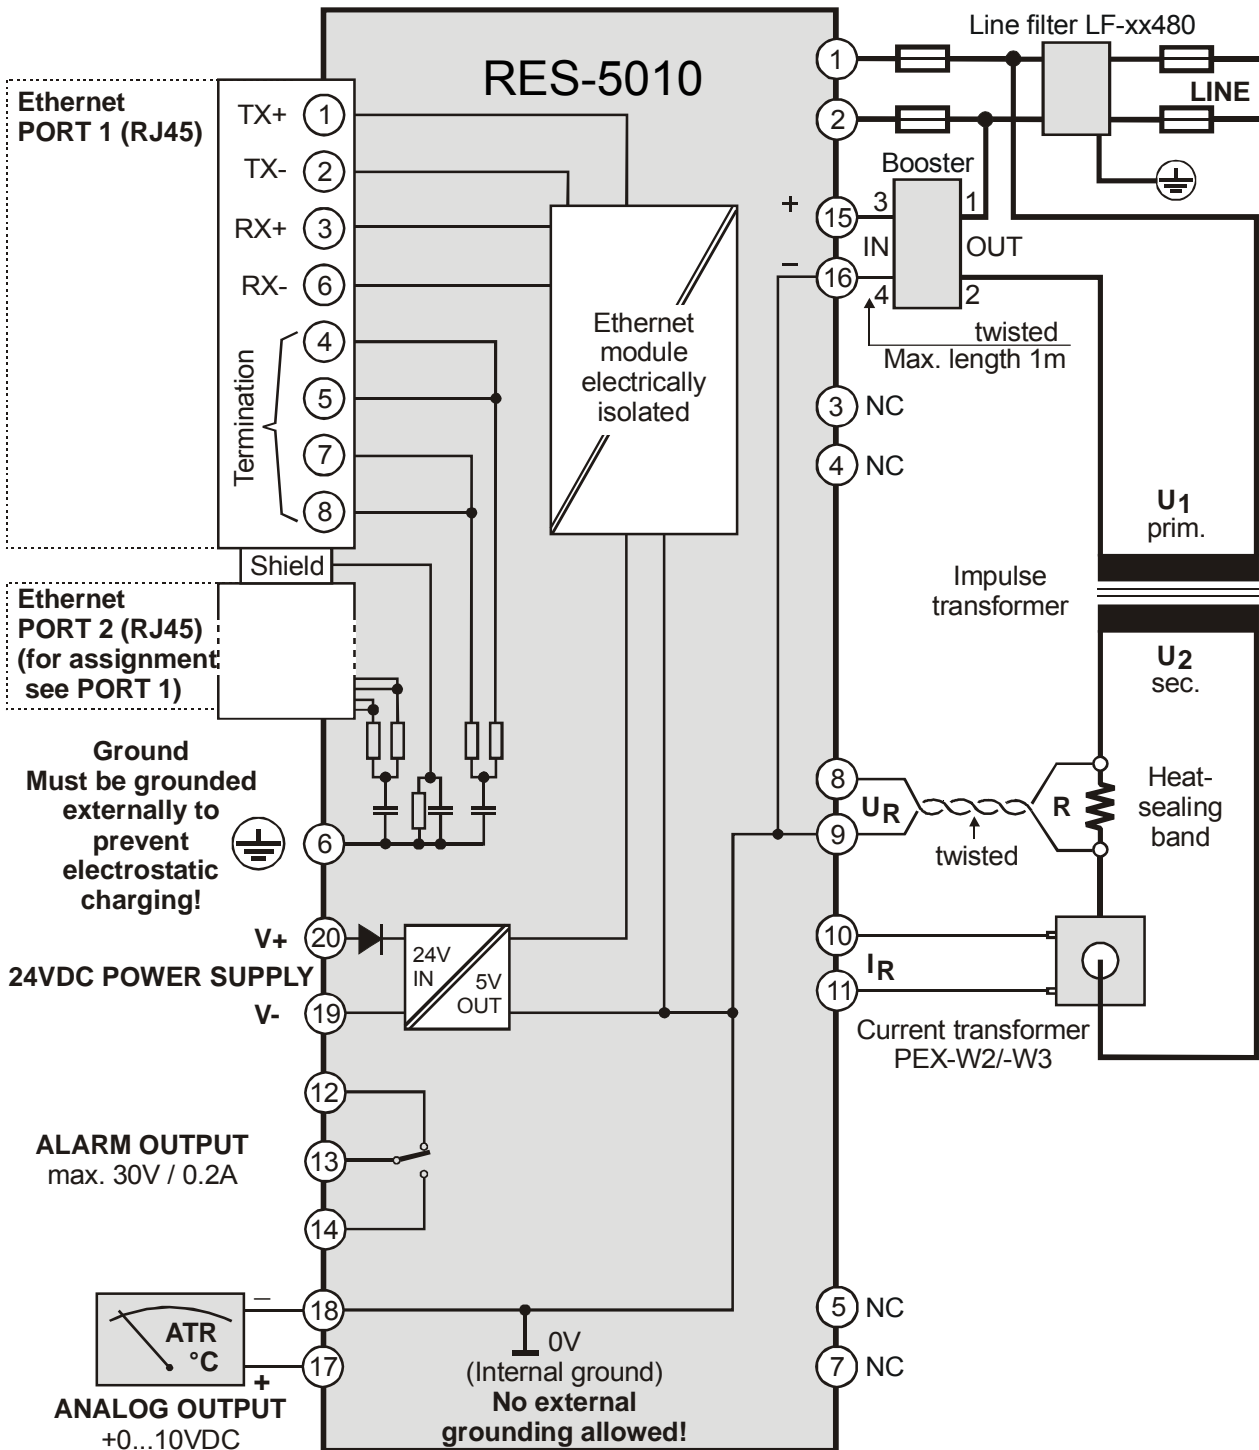 RES-5010
Line filter LF-xx480
LINE
1
2
Ethernet
PORT 1 (RJ45)
TX+ 1
TX- 2
RX+ 3
RX- 6
4
5
7
8
Termination
Shield
Ethernet
PORT 2 (RJ45)
(for assignment
see PORT 1)
Ethernet
module
electrically
isolated
Booster
+ 15 3 1
IN OUT
– 16 4 2
twisted
Max. length 1m
3 NC
4 NC
U1
prim.
Impulse
transformer
U2
sec.
Ground
Must be grounded
externally to
prevent
electrostatic
charging!
6
8
9
UR
twisted
R
Heat-
sealing
band
V+ 20
24VDC POWER SUPPLY
V- 19
24V
IN
5V
OUT
10
11
IR
Current transformer
PEX-W2/-W3
12
13
14
ALARM OUTPUT
max. 30V / 0.2A
– 18
ATR
°C
+ 17
ANALOG OUTPUT
+0...10VDC
0V
(Internal ground)
No external
grounding allowed!
5 NC
7 NC